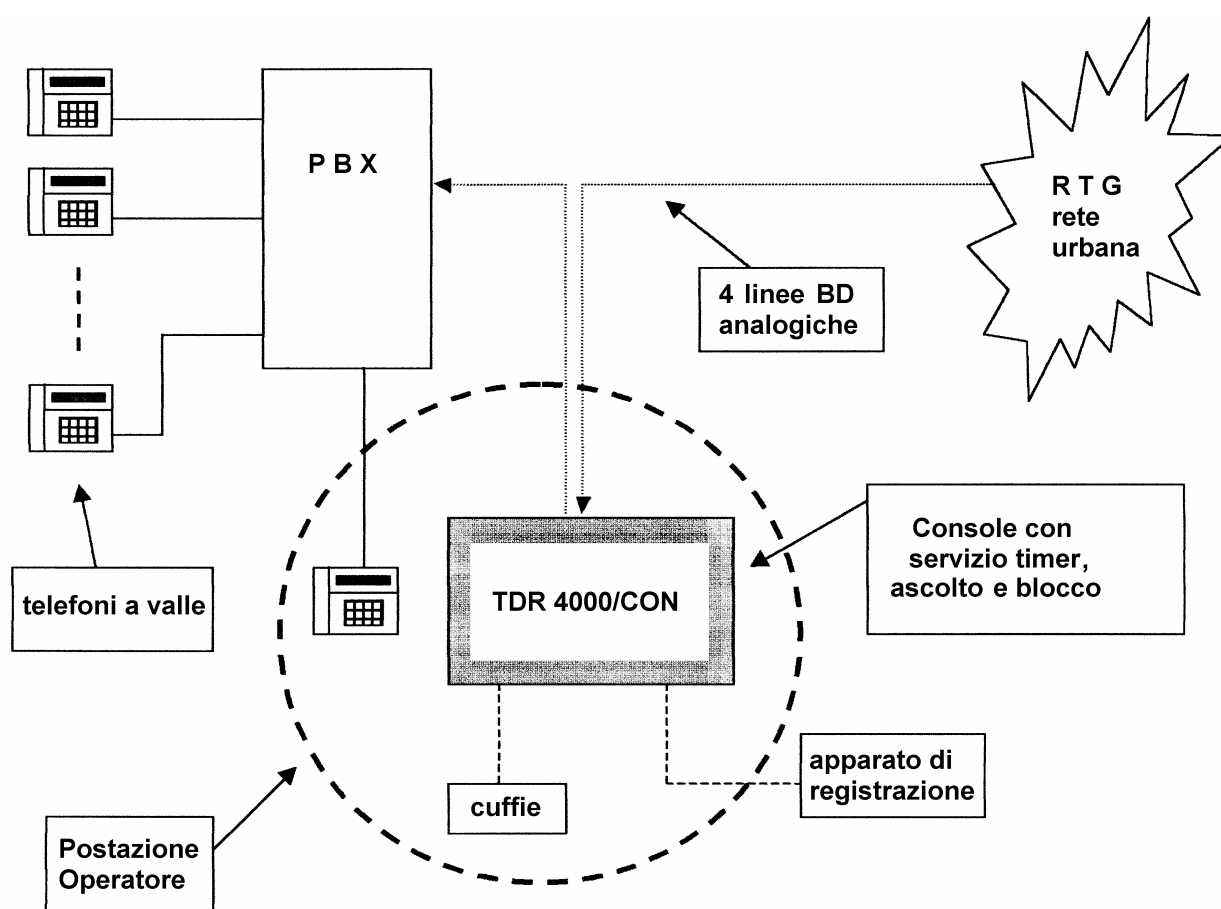 P B X
R T G
rete
urbana
4 linee BD
analogiche
Console con
servizio timer,
ascolto e blocco
telefoni a valle
TDR 4000/CON
apparato di
registrazione
cuffie
Postazione
Operatore